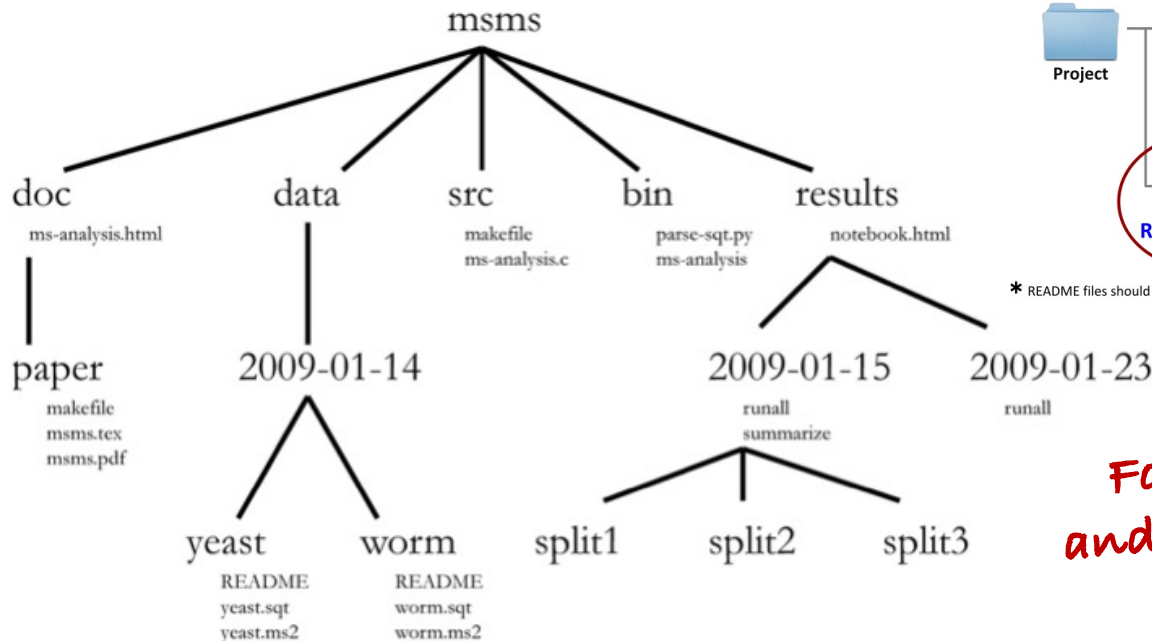 msms
Project
doc
data
src
bin
results
ms-analysis.html
makefile
ms-analysis.c
parse-sqt.py
ms-analysis
notebook.html
R
* README files should
paper
2009-01-14
2009-01-15
2009-01-23
makefile
msms.tex
msms.pdf
runall
summarize
runall
and
yeast
worm
split1
split2
split3
README
yeast.sqt
yeast.ms2
README
worm.sqt
worm.ms2